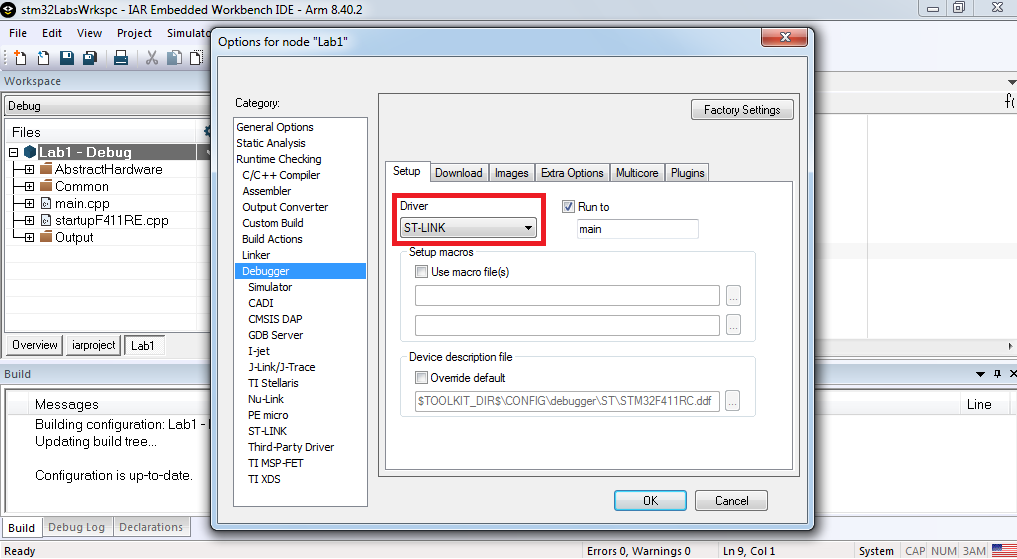 stm32LabsWrkspc - IAR Embedded Workbench IDE - Arm 8.40.2
File Edit View Project Simulato
Workspace
Debug
Files
Lab1 - Debug
AbstractHardware
Common
main.cpp
startupF411RE.cpp
Output
Overview iarproject Lab1
Options for node "Lab1"
Category:
General Options
Static Analysis
Runtime Checking
C/C++ Compiler
Assembler
Output Converter
Custom Build
Build Actions
Linker
Debugger
Simulator
CADI
CMSIS DAP
GDB Server
I-jet
J-Link/J-Trace
TI Stellaris
Nu-Link
PE micro
ST-LINK
Third-Party Driver
TI MSP-FET
TI XDS
Factory Settings
Setup Download Images Extra Options Multicore Plugins
Driver
ST-LINK
Run to
main
Setup macros
Use macro file(s)
...
...
Device description file
Override default
$TOOLKIT_DIR$\CONFIG\debugger\ST\STM32F411RC.ddf
...
OK Cancel
f(
Build
Messages Line
Building configuration: Lab1 -
Updating build tree...
Configuration is up-to-date.
Build Debug Log Declarations
Ready Errors 0, Warnings 0 Ln 9, Col 1 System CAP NUM ЗАМ